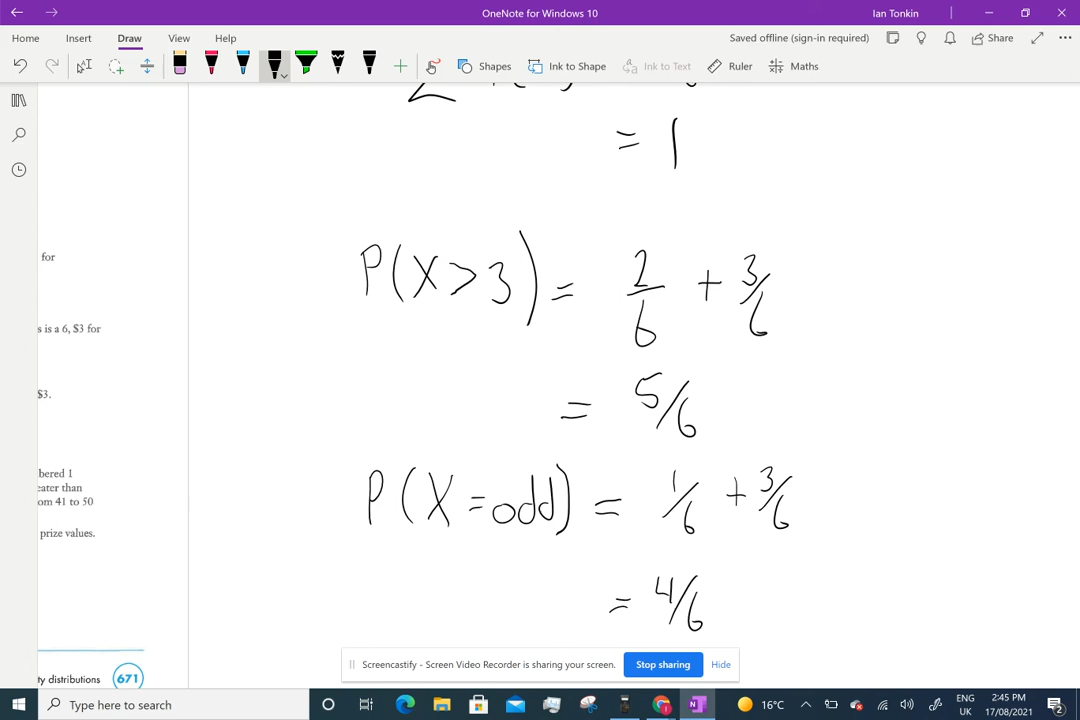 OneNote for Windows 10
Ian Tonkin
Home Insert Draw View Help
Saved offline (sign-in required) Share
Shapes Ink to Shape Ink to Text Ruler Maths
= 1
for
P(X > 3) = 2/6 + 3/6
s is a 6, $3 for
$3.
= 5/6
bered 1
eater than
om 41 to 50
P(X = odd) = 1/6 + 3/6
prize values.
= 4/6
Screencastify - Screen Video Recorder is sharing your screen. Stop sharing Hide
ty distributions 671
Type here to search
16°C
ENG
UK
2:45 PM
17/08/2021
2